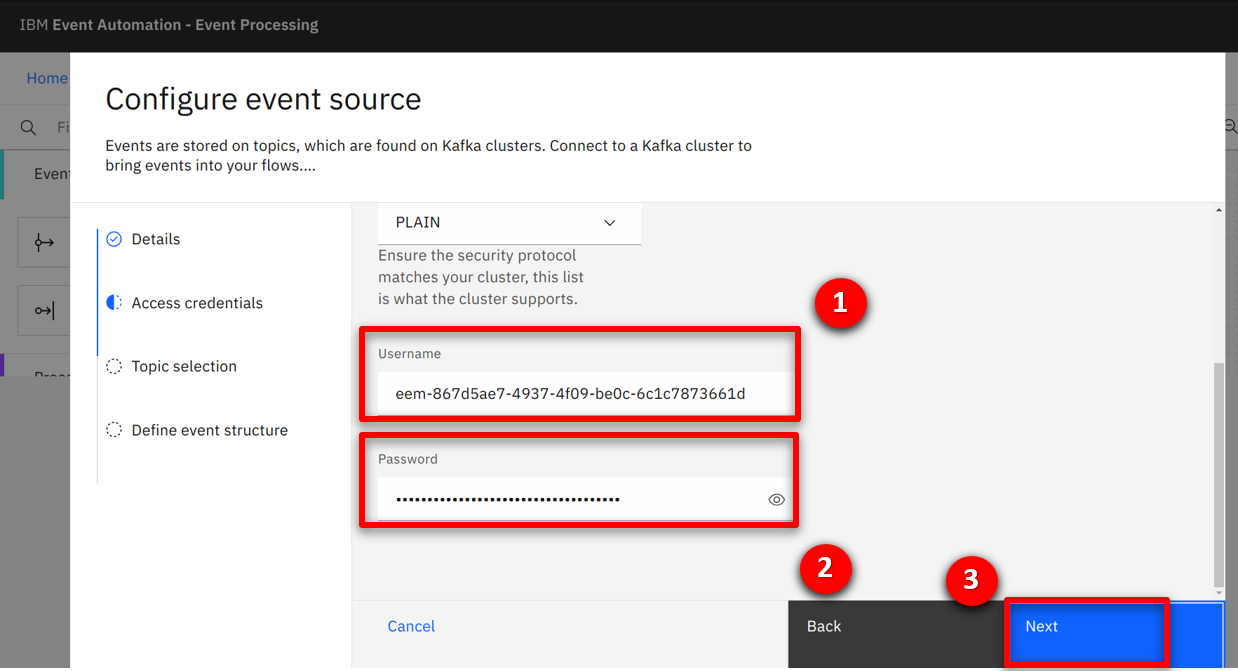 IBM Event Automation - Event Processing
Home
Fi
Configure event source
Events are stored on topics, which are found on Kafka clusters. Connect to a Kafka cluster to
bring events into your flows....
Event
Details
Access credentials
Topic selection
Define event structure
PLAIN
Ensure the security protocol
matches your cluster, this list
is what the cluster supports.
1
Username
eem-867d5ae7-4937-4f09-be0c-6c1c7873661d
Password
••••••••••••••••••••••••••••••••••••
2
3
Cancel
Back
Next